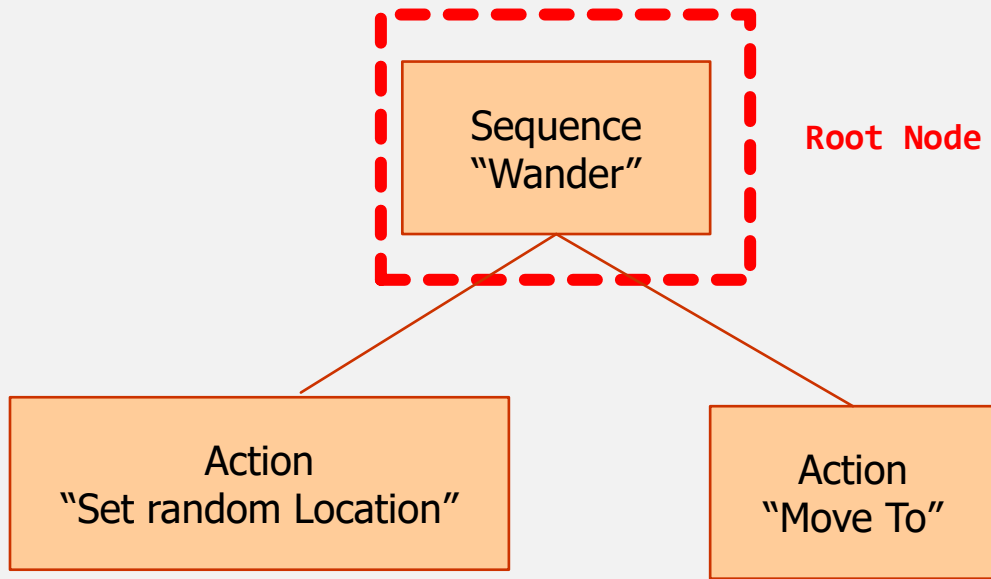 Sequence
“Wander”
Root Node
Action
“Set random Location”
Action
“Move To”